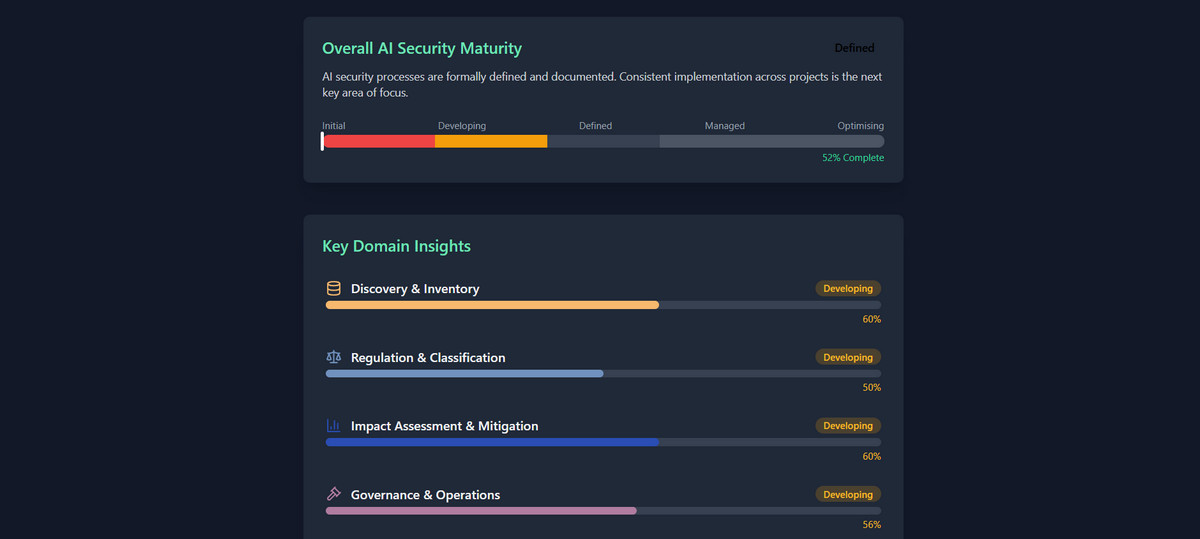 Overall AI Security Maturity
Defined
AI security processes are formally defined and documented. Consistent implementation across projects is the next
key area of focus.
Initial
Developing
Defined
Managed
Optimising
52% Complete
Key Domain Insights
Discovery & Inventory
Developing
60%
Regulation & Classification
Developing
50%
Impact Assessment & Mitigation
Developing
60%
Governance & Operations
Developing
56%